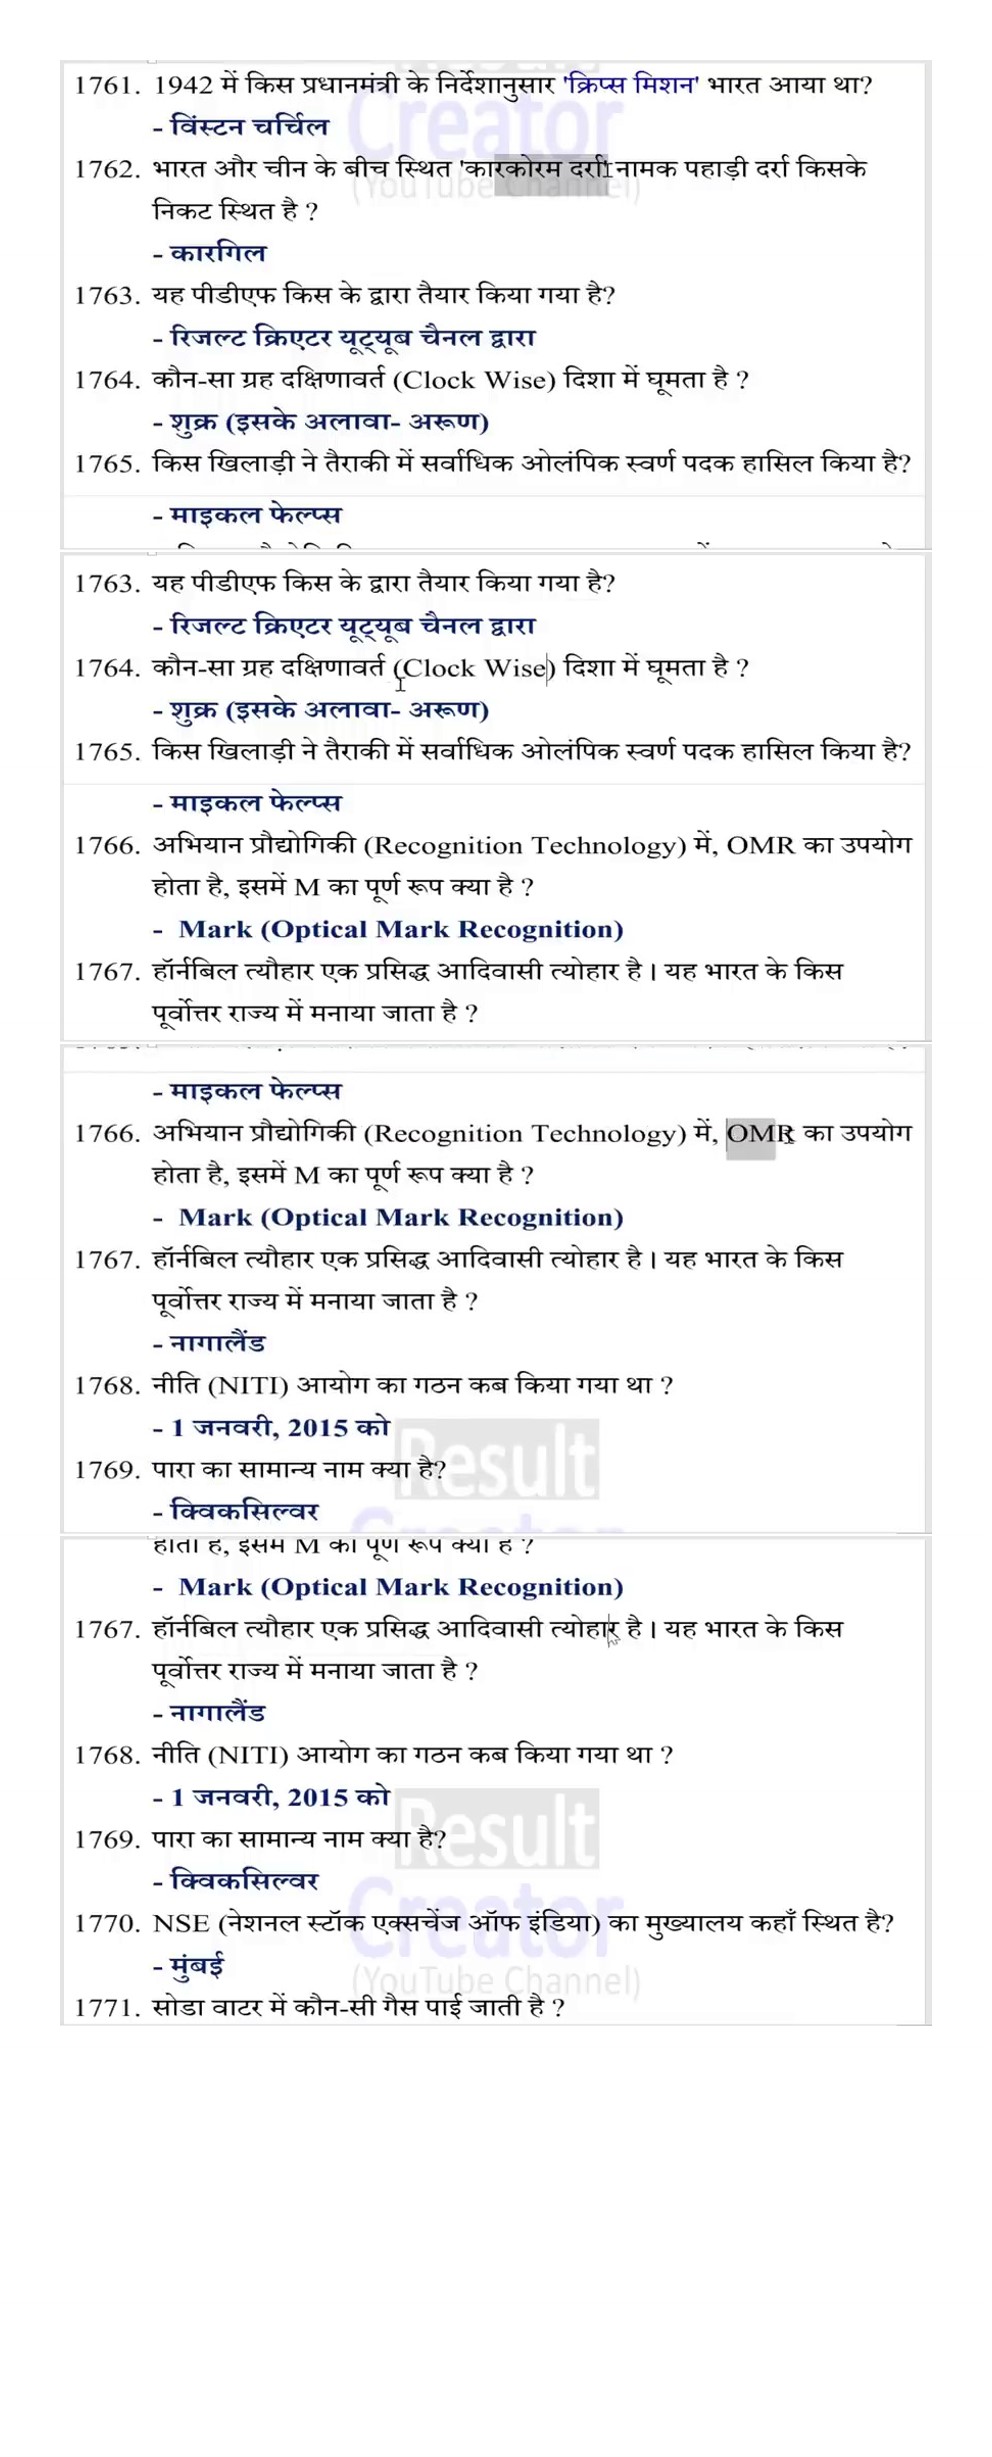 1761. 1942 में किस प्रधानमंत्री के निर्देशानुसार 'क्रिप्स मिशन' भारत आया था?
- विंस्टन चर्चिल
1762. भारत और चीन के बीच स्थित 'काराकोरम दर्रा' नामक पहाड़ी दर्रा किसके
निकट स्थित है ?
- कारगिल
1763. यह पीडीएफ किस के द्वारा तैयार किया गया है?
- रिजल्ट क्रिएटर यूट्यूब चैनल द्वारा
1764. कौन-सा ग्रह दक्षिणावर्त (Clock Wise) दिशा में घूमता है ?
- शुक्र (इसके अलावा- अरूण)
1765. किस खिलाड़ी ने तैराकी में सर्वाधिक ओलंपिक स्वर्ण पदक हासिल किया है?
- माइकल फेल्प्स
1763. यह पीडीएफ किस के द्वारा तैयार किया गया है?
- रिजल्ट क्रिएटर यूट्यूब चैनल द्वारा
1764. कौन-सा ग्रह दक्षिणावर्त (Clock Wise) दिशा में घूमता है ?
- शुक्र (इसके अलावा- अरूण)
1765. किस खिलाड़ी ने तैराकी में सर्वाधिक ओलंपिक स्वर्ण पदक हासिल किया है?
- माइकल फेल्प्स
1766. अभियान प्रौद्योगिकी (Recognition Technology) में, OMR का उपयोग
होता है, इसमें M का पूर्ण रूप क्या है ?
- Mark (Optical Mark Recognition)
1767. हॉर्नबिल त्यौहार एक प्रसिद्ध आदिवासी त्योहार है। यह भारत के किस
पूर्वोत्तर राज्य में मनाया जाता है ?
- माइकल फेल्प्स
1766. अभियान प्रौद्योगिकी (Recognition Technology) में, OMR का उपयोग
होता है, इसमें M का पूर्ण रूप क्या है ?
- Mark (Optical Mark Recognition)
1767. हॉर्नबिल त्यौहार एक प्रसिद्ध आदिवासी त्योहार है। यह भारत के किस
पूर्वोत्तर राज्य में मनाया जाता है ?
- नागालैंड
1768. नीति (NITI) आयोग का गठन कब किया गया था ?
- 1 जनवरी, 2015 को
1769. पारा का सामान्य नाम क्या है?
- क्विकसिल्वर
होता है, इसमें M का पूर्ण रूप क्या है ?
- Mark (Optical Mark Recognition)
1767. हॉर्नबिल त्यौहार एक प्रसिद्ध आदिवासी त्योहार है। यह भारत के किस
पूर्वोत्तर राज्य में मनाया जाता है ?
- नागालैंड
1768. नीति (NITI) आयोग का गठन कब किया गया था ?
- 1 जनवरी, 2015 को
1769. पारा का सामान्य नाम क्या है?
- क्विकसिल्वर
1770. NSE (नेशनल स्टॉक एक्सचेंज ऑफ इंडिया) का मुख्यालय कहाँ स्थित है?
- मुंबई
1771. सोडा वाटर में कौन-सी गैस पाई जाती है ?
Result
Creator
(YouTube Channel)